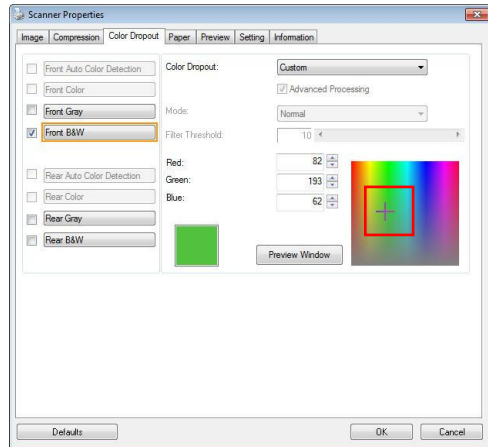 Scanner Properties
Image Compression Color Dropout Paper Preview Setting Information
Front Auto Color Detection
Front Color
Front Gray
Front B&W
Rear Auto Color Detection
Rear Color
Rear Gray
Rear B&W
Color Dropout: Custom
Advanced Processing
Mode: Normal
Filter Threshold: 10
Red: 82
Green: 193
Blue: 62
Preview Window
Defaults OK Cancel